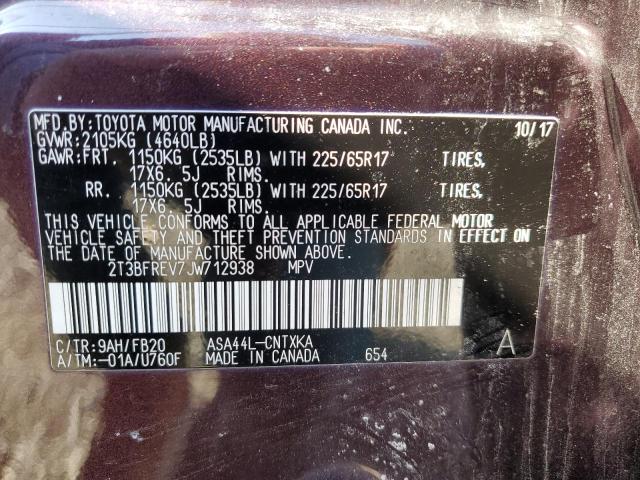 MFD.BY:TOYOTA MOTOR MANUFACTURING CANADA INC. 10/17
GVWR:2105KG (4640LB)
GAWR:FRT. 1150KG (2535LB) WITH 225/65R17 TIRES,
17X6.5J RIMS.
RR. 1150KG (2535LB) WITH 225/65R17 TIRES,
17X6.5J RIMS.
THIS VEHICLE CONFORMS TO ALL APPLICABLE FEDERAL MOTOR
VEHICLE SAFETY AND THEFT PREVENTION STANDARDS IN EFFECT ON
THE DATE OF MANUFACTURE SHOWN ABOVE.
2T3BFREV7JW712938 MPV
C/TR:9AH/FB20 ASA44L-CNTXKA A
A/TM:-01A/U760F MADE IN CANADA 654